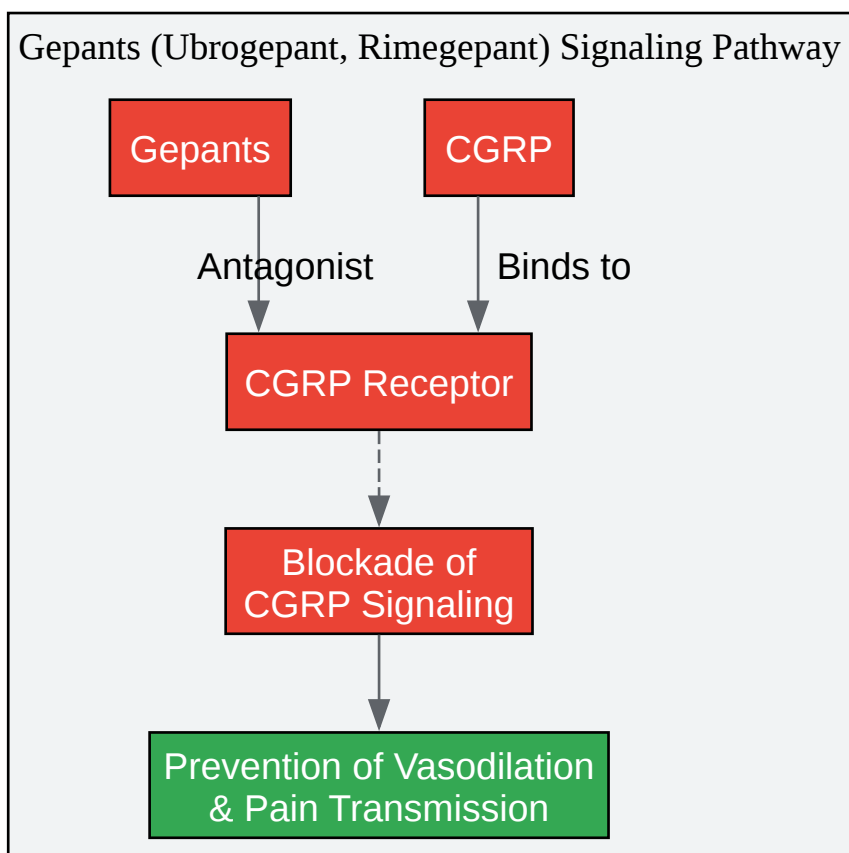 Gepants (Ubrogepant, Rimegepant) Signaling Pathway
Gepants
CGRP
Antagonist
Binds to
CGRP Receptor
Blockade of
CGRP Signaling
Prevention of Vasodilation
& Pain Transmission